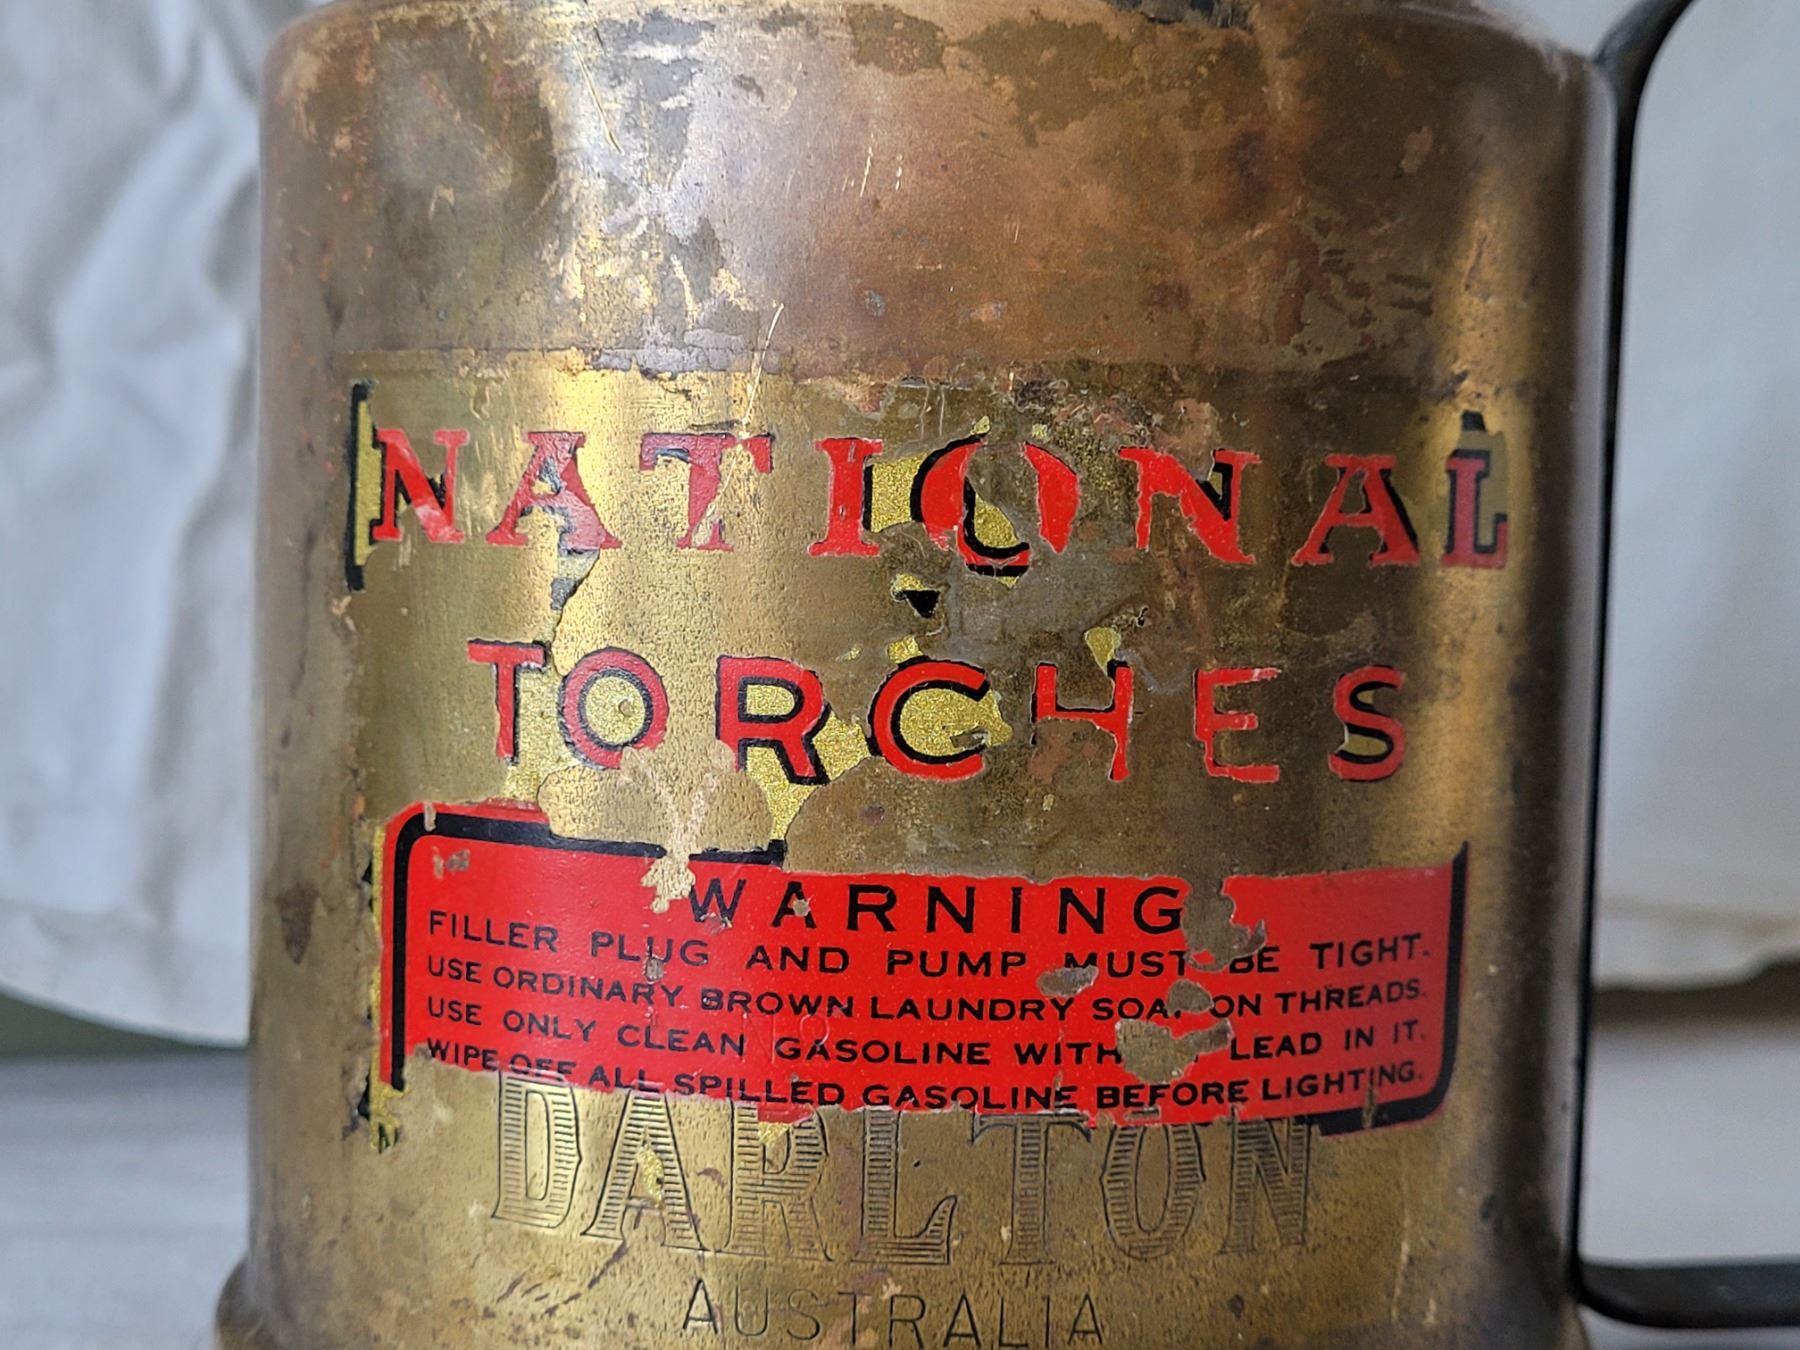 NATIONAL
TORCHES
WARNING
FILLER PLUG AND PUMP MUST BE TIGHT.
USE ORDINARY BROWN LAUNDRY SOAP ON THREADS.
USE ONLY CLEAN GASOLINE WITH LEAD IN IT.
WIPE OFF ALL SPILLED GASOLINE BEFORE LIGHTING.
DARLTON
AUSTRALIA